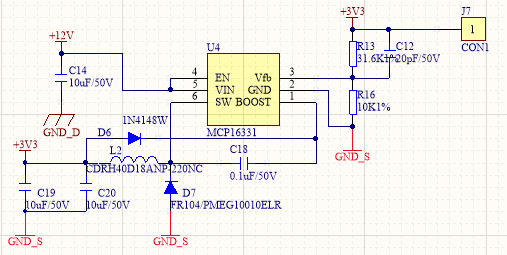 +12V
C14
10uF/50V
GND_D
U4
4 EN Vfb 3
5 VIN GND 2
6 SW BOOST 1
MCP16331
+3V3
J7
1
CON1
R13
31.6K1%
C12
20pF/50V
R16
10K1%
GND_S
1N4148W
D6
+3V3
L2
CDRH40D18ANP-220NC
C18
0.1uF/50V
C19
10uF/50V
C20
10uF/50V
D7
FR104/PMEG10010ELR
GND_S
GND_S